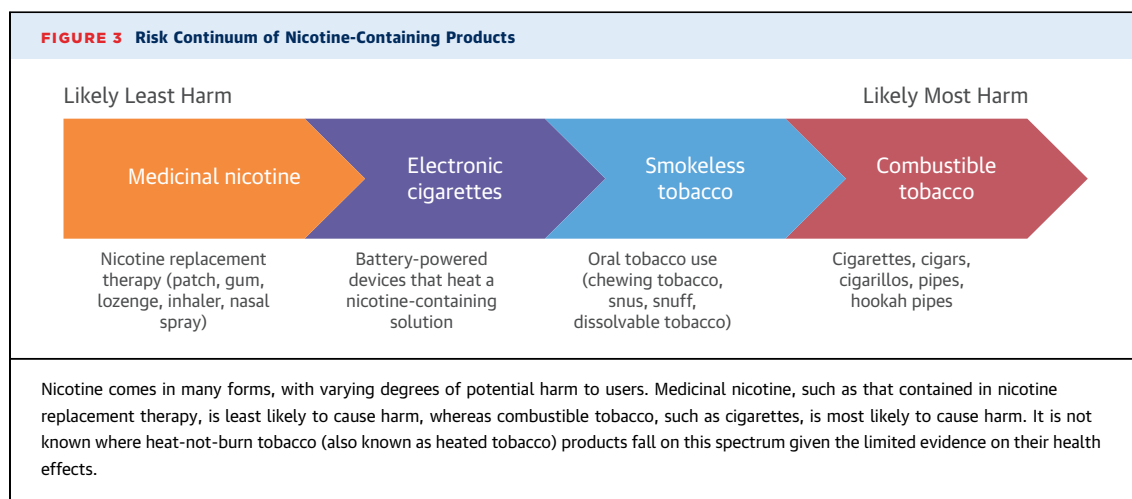 FIGURE 3 Risk Continuum of Nicotine-Containing Products
Likely Least Harm
Likely Most Harm
Medicinal nicotine
Electronic
cigarettes
Smokeless
tobacco
Combustible
tobacco
Nicotine replacement
therapy (patch, gum,
lozenge, inhaler, nasal
spray)
Battery-powered
devices that heat a
nicotine-containing
solution
Oral tobacco use
(chewing tobacco,
snus, snuff,
dissolvable tobacco)
Cigarettes, cigars,
cigarillos, pipes,
hookah pipes
Nicotine comes in many forms, with varying degrees of potential harm to users. Medicinal nicotine, such as that contained in nicotine
replacement therapy, is least likely to cause harm, whereas combustible tobacco, such as cigarettes, is most likely to cause harm. It is not
known where heat-not-burn tobacco (also known as heated tobacco) products fall on this spectrum given the limited evidence on their health
effects.